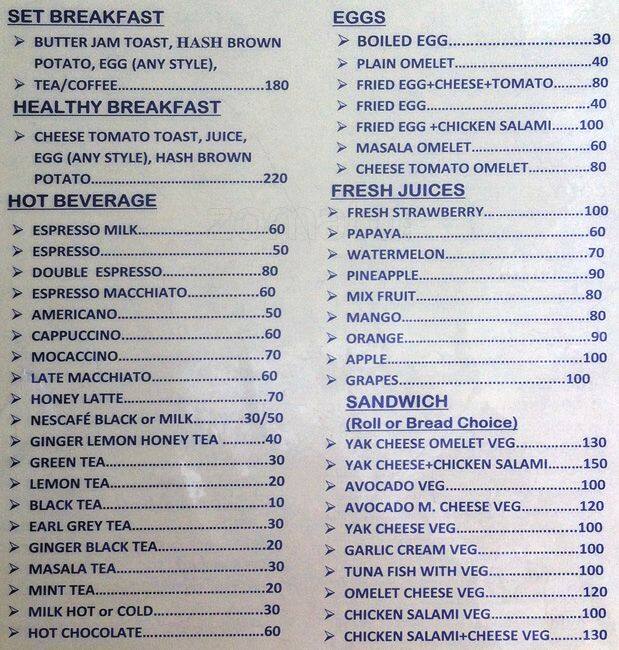 SET BREAKFAST
➢ BUTTER JAM TOAST, HASH BROWN
POTATO, EGG (ANY STYLE),
➢ TEA/COFFEE.................................180
HEALTHY BREAKFAST
➢ CHEESE TOMATO TOAST, JUICE,
EGG (ANY STYLE), HASH BROWN
POTATO.......................................220
HOT BEVERAGE
➢ ESPRESSO MILK..............................60
➢ ESPRESSO.......................................50
➢ DOUBLE ESPRESSO.......................80
➢ ESPRESSO MACCHIATO................60
➢ AMERICANO..................................50
➢ CAPPUCCINO.................................60
➢ MOCACCINO..................................70
➢ LATE MACCHIATO.........................60
➢ HONEY LATTE.................................70
➢ NESCAFÉ BLACK or MILK...........30/50
➢ GINGER LEMON HONEY TEA ..........40
➢ GREEN TEA.....................................30
➢ LEMON TEA....................................20
➢ BLACK TEA......................................10
➢ EARL GREY TEA...............................30
➢ GINGER BLACK TEA........................20
➢ MASALA TEA..................................30
➢ MINT TEA.......................................20
➢ MILK HOT or COLD.........................30
➢ HOT CHOCOLATE............................60
EGGS
➢ BOILED EGG................................30
➢ PLAIN OMELET................................40
➢ FRIED EGG+CHEESE+TOMATO.........80
➢ FRIED EGG.....................................40
➢ FRIED EGG +CHICKEN SALAMI.......100
➢ MASALA OMELET...........................60
➢ CHEESE TOMATO OMELET..............80
FRESH JUICES
➢ FRESH STRAWBERRY.......................100
➢ PAPAYA...........................................60
➢ WATERMELON................................70
➢ PINEAPPLE......................................90
➢ MIX FRUIT......................................80
➢ MANGO..........................................80
➢ ORANGE.........................................90
➢ APPLE............................................100
➢ GRAPES.....................................100
SANDWICH
(Roll or Bread Choice)
➢ YAK CHEESE OMELET VEG...............130
➢ YAK CHEESE+CHICKEN SALAMI.......150
➢ AVOCADO VEG...............................100
➢ AVOCADO M. CHEESE VEG.............120
➢ YAK CHEESE VEG............................100
➢ GARLIC CREAM VEG.......................100
➢ TUNA FISH WITH VEG.....................100
➢ OMELET CHEESE VEG.....................120
➢ CHICKEN SALAMI VEG...................100
➢ CHICKEN SALAMI+CHEESE VEG.......130